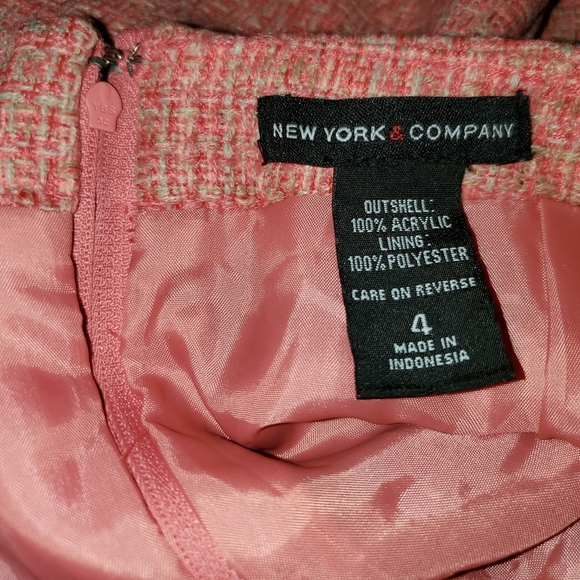 NEW YORK & COMPANY
OUTSHELL:
100% ACRYLIC
LINING:
100% POLYESTER
CARE ON REVERSE
4
MADE IN
INDONESIA